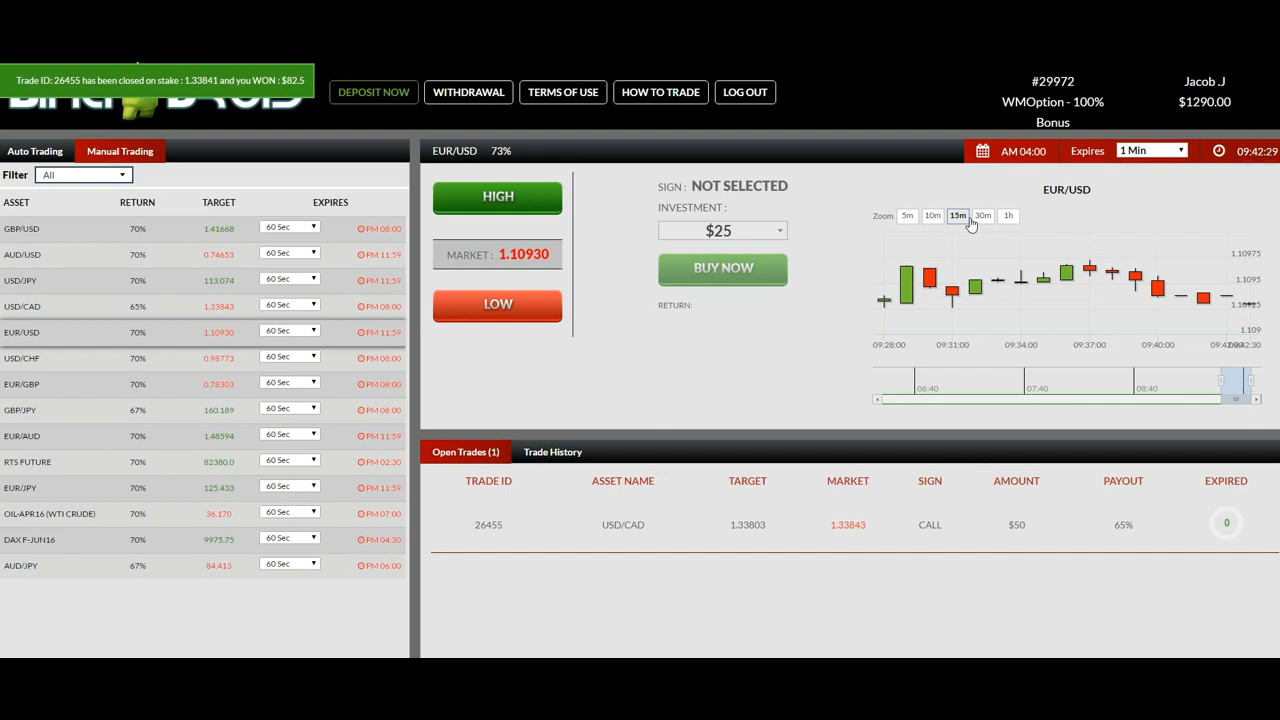 Trade ID: 26455 has been closed on stake : 1.33841 and you WON : $82.5
DEPOSIT NOW WITHDRAWAL TERMS OF USE HOW TO TRADE LOG OUT
#29972
WMOption - 100%
Bonus
Jacob J
$1290.00
Auto Trading Manual Trading
Filter All
ASSET RETURN TARGET EXPIRES
GBP/USD 70% 1.41668 60 Sec PM 08:00
AUD/USD 70% 0.74653 60 Sec PM 11:59
USD/JPY 70% 113.074 60 Sec PM 11:59
USD/CAD 65% 1.33843 60 Sec PM 08:00
EUR/USD 70% 1.10930 60 Sec PM 11:59
USD/CHF 70% 0.98773 60 Sec PM 08:00
EUR/GBP 70% 0.78303 60 Sec PM 08:00
GBP/JPY 67% 160.189 60 Sec PM 08:00
EUR/AUD 70% 1.48594 60 Sec PM 11:59
RTS FUTURE 70% 82380.0 60 Sec PM 02:30
EUR/JPY 70% 125.433 60 Sec PM 11:59
OIL-APR16 (WTI CRUDE) 70% 36.170 60 Sec PM 07:00
DAX F-JUN16 70% 9975.75 60 Sec PM 04:30
AUD/JPY 67% 84.413 60 Sec PM 06:00
EUR/USD 73%
AM 04:00 Expires 1 Min 09:42:29
HIGH
MARKET : 1.10930
LOW
SIGN : NOT SELECTED
INVESTMENT :
$25
BUY NOW
RETURN:
EUR/USD
Zoom 5m 10m 15m 30m 1h
1.10975
1.1095
1.10925
1.109
09:28:00 09:31:00 09:34:00 09:37:00 09:40:00 09:42:30
06:40 07:40 08:40
Open Trades (1) Trade History
TRADE ID ASSET NAME TARGET MARKET SIGN AMOUNT PAYOUT EXPIRED
26455 USD/CAD 1.33803 1.33843 CALL $50 65% 0